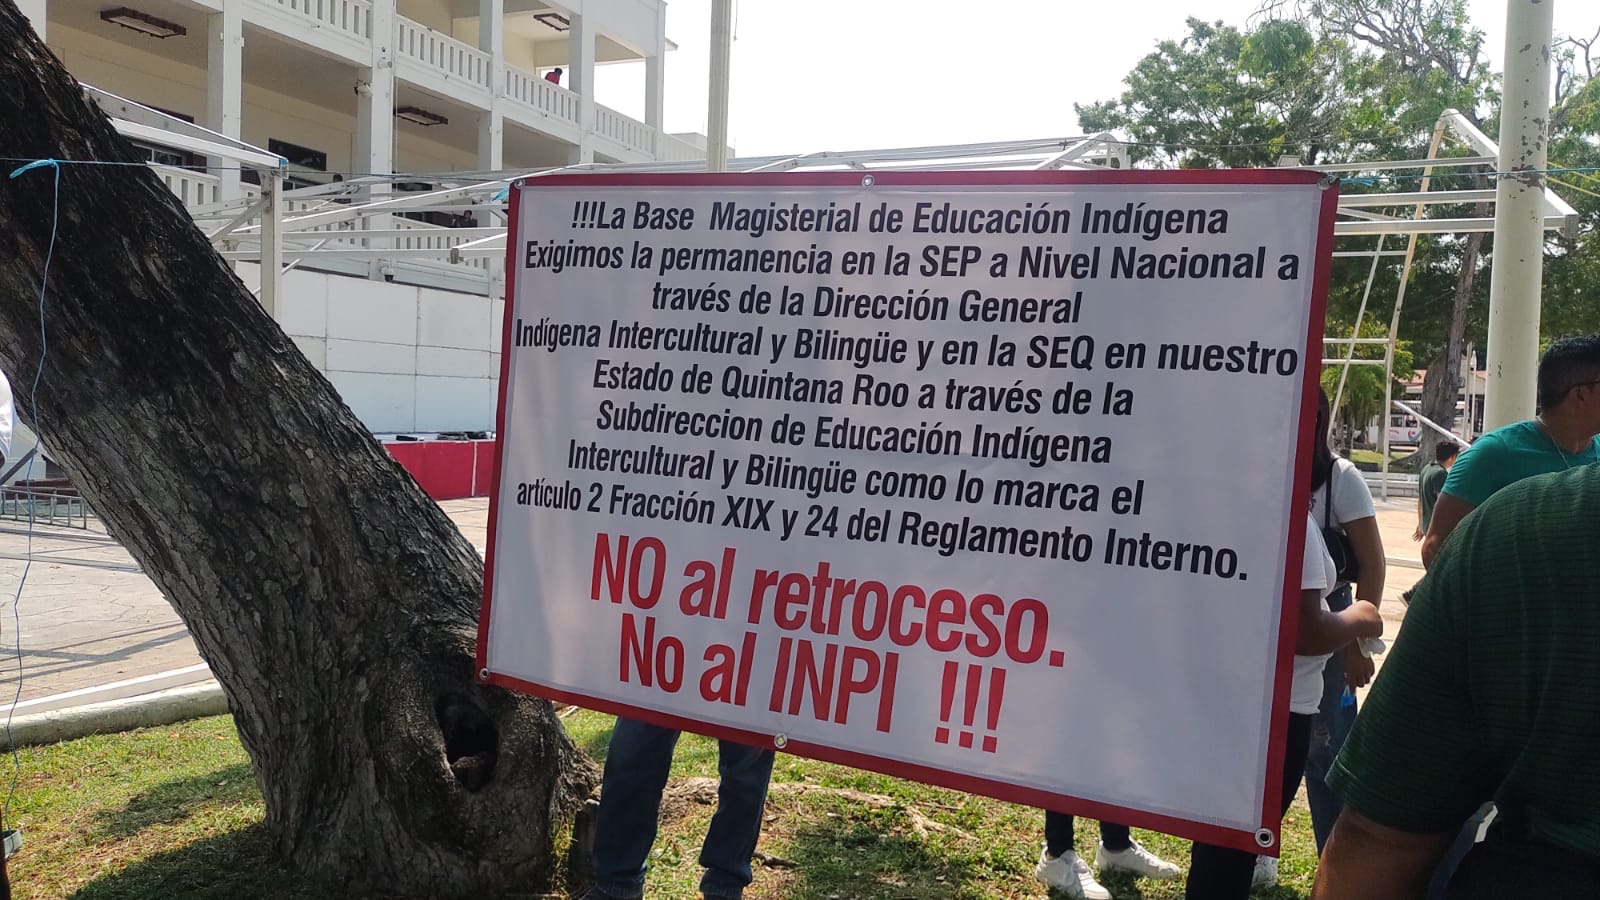 !!!La Base Magisterial de Educación Indígena
Exigimos la permanencia en la SEP a Nivel Nacional a
través de la Dirección General
Indígena Intercultural y Bilingüe y en la SEQ en nuestro
Estado de Quintana Roo a través de la
Subdireccion de Educación Indígena
Intercultural y Bilingüe como lo marca el
artículo 2 Fracción XIX y 24 del Reglamento Interno.
NO al retroceso.
No al INPI !!!